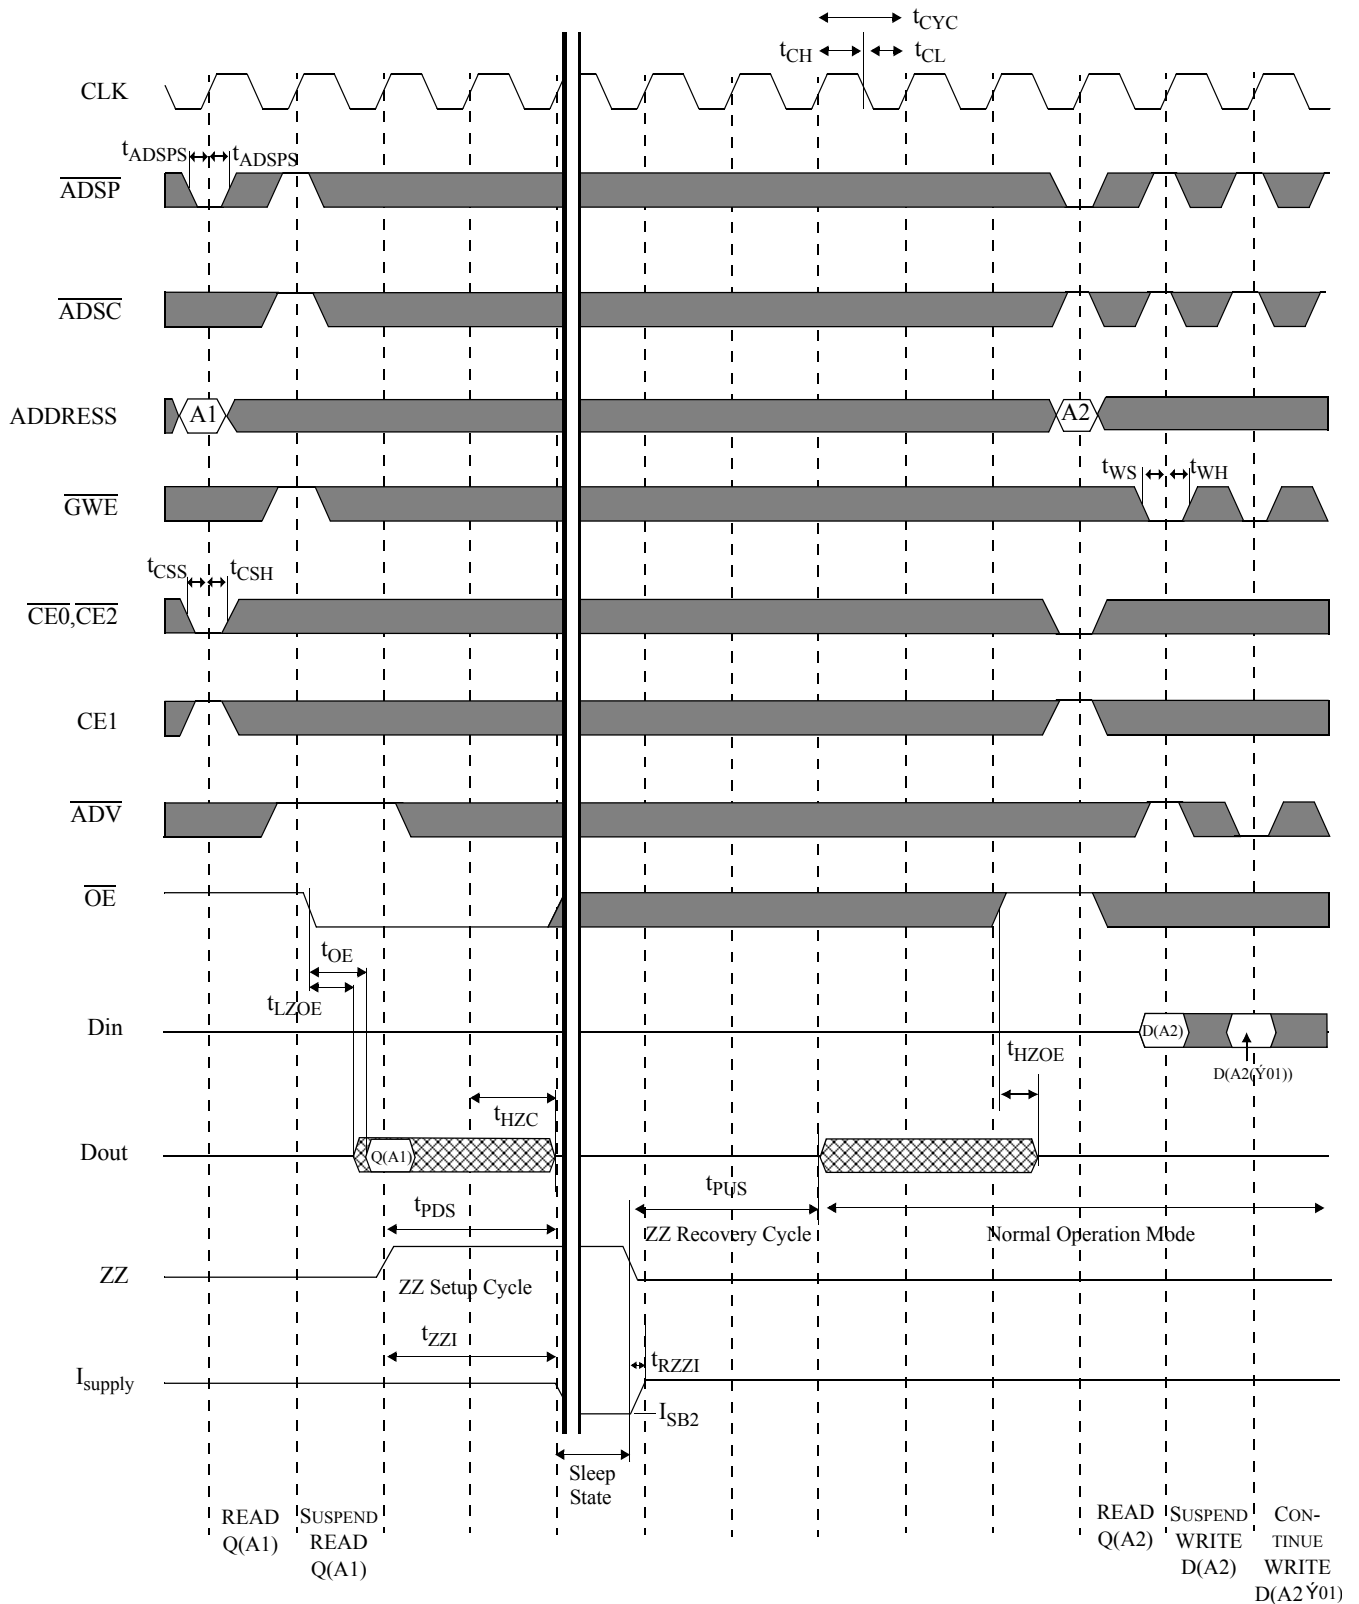 tCYC
tCH
tCL
CLK
tADSPS
tADSPS
ADSP
ADSC
ADDRESS
A1
A2
tWS
tWH
GWE
tCSS
tCSH
CE0,CE2
CE1
ADV
OE
tOE
tLZOE
Din
D(A2)
tHZOE
D(A2(Ý01))
tHZC
Dout
Q(A1)
tPUS
tPDS
ZZ Recovery Cycle
Normal Operation Mode
ZZ
ZZ Setup Cycle
tZZI
tRZZI
Isupply
ISB2
Sleep
State
READ
Q(A1)
SUSPEND
READ
Q(A1)
READ
Q(A2)
SUSPEND
WRITE
D(A2)
CON-
TINUE
WRITE
D(A2Ý01)